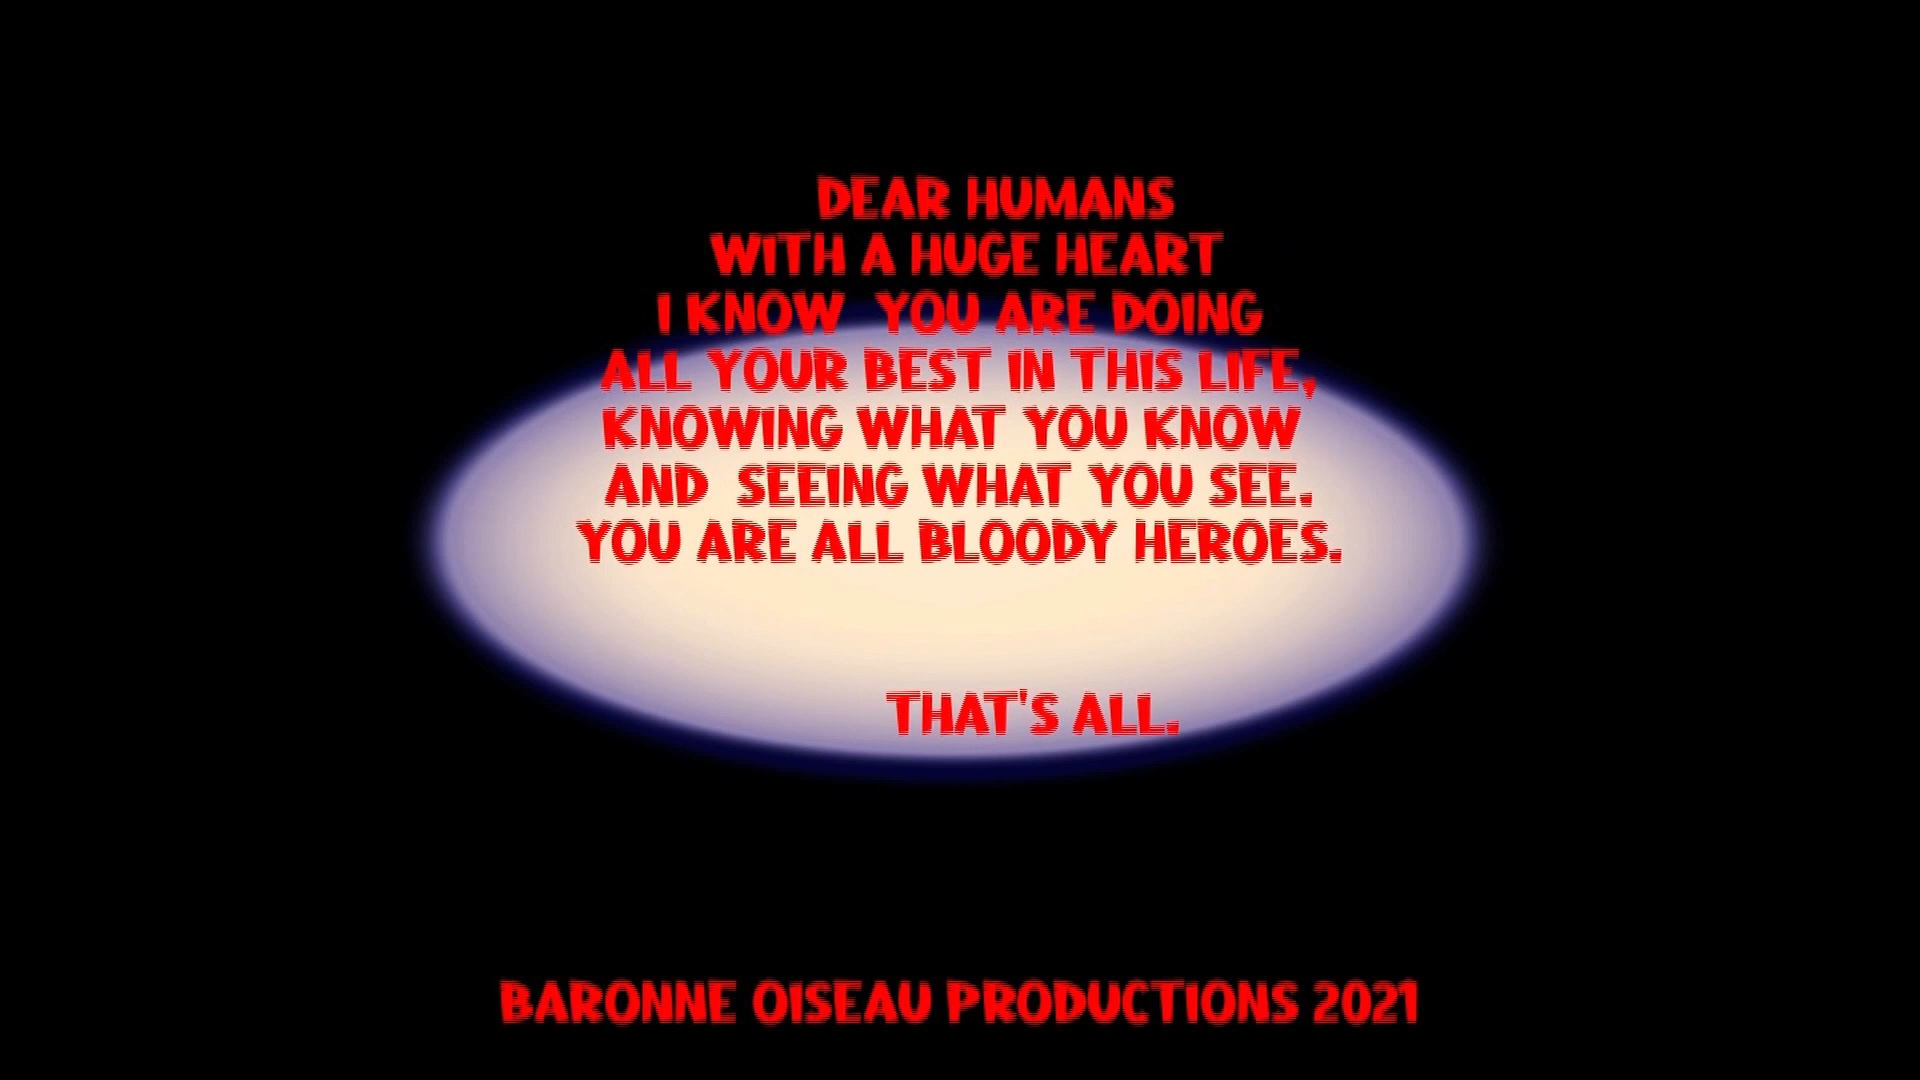 DEAR HUMANS
WITH A HUGE HEART
I KNOW  YOU ARE DOING
ALL YOUR BEST IN THIS LIFE,
KNOWING WHAT YOU KNOW
AND  SEEING WHAT YOU SEE.
YOU ARE ALL BLOODY HEROES.
THAT'S ALL.
BARONNE OISEAU PRODUCTIONS 2021